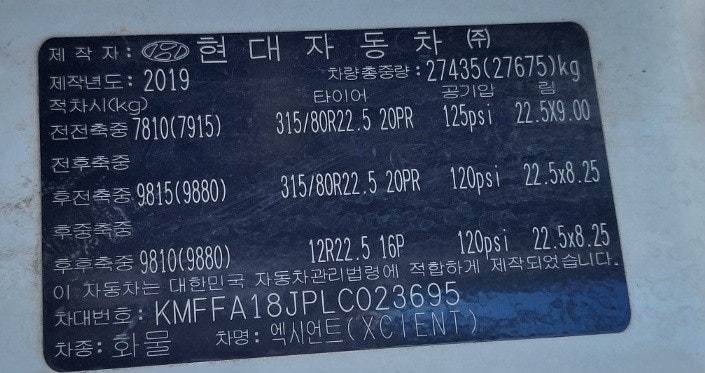 제작자: 현대자동차 ㈜
제작년도: 2019 차량총중량: 27435(27675)kg
적차시(kg) 타이어 공기압 림
전전축중 7810(7915) 315/80R22.5 20PR 125psi 22.5X9.00
전후축중
후전축중 9815(9880) 315/80R22.5 20PR 120psi 22.5x8.25
후중축중
후후축중 9810(9880) 12R22.5 16P 120psi 22.5x8.25
이 자동차는 대한민국 자동차관리법령에 적합하게 제작되었습니다.
차대번호: KMFFA18JPLC023695
차종: 화물 차명: 엑시언트(XCIENT)